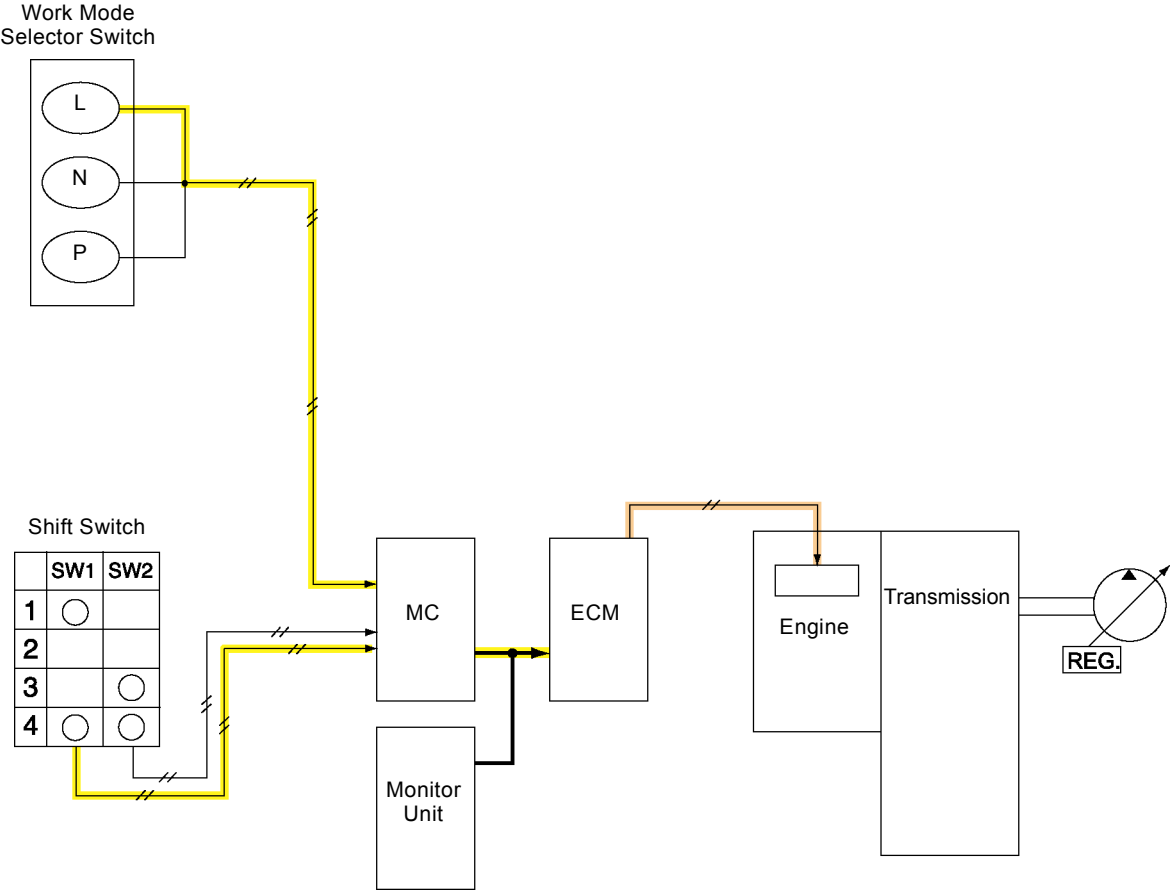 Work Mode
Selector Switch
L
N
P
Shift Switch
SW1 SW2
1
2
3
4
MC
ECM
Monitor
Unit
Engine
Transmission
REG.